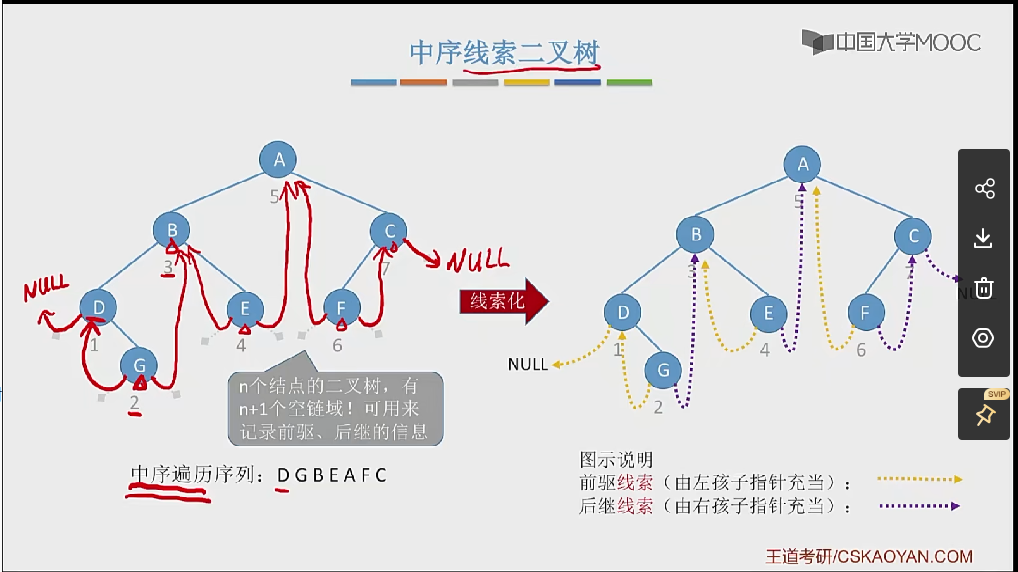 中序线索二叉树
中国大学MOOC
A
5
B
3
C
7
NULL
NULL
D
1
E
4
F
6
G
2
线索化
A
5
B
3
C
7
NULL
D
1
E
4
F
6
NULL
G
2
n个结点的二叉树，有
n+1个空链域！可用来
记录前驱、后继的信息
中序遍历序列：D G B E A F C
图示说明
前驱线索（由左孩子指针充当）：
后继线索（由右孩子指针充当）：
SVIP
王道考研/CSKAOYAN.COM